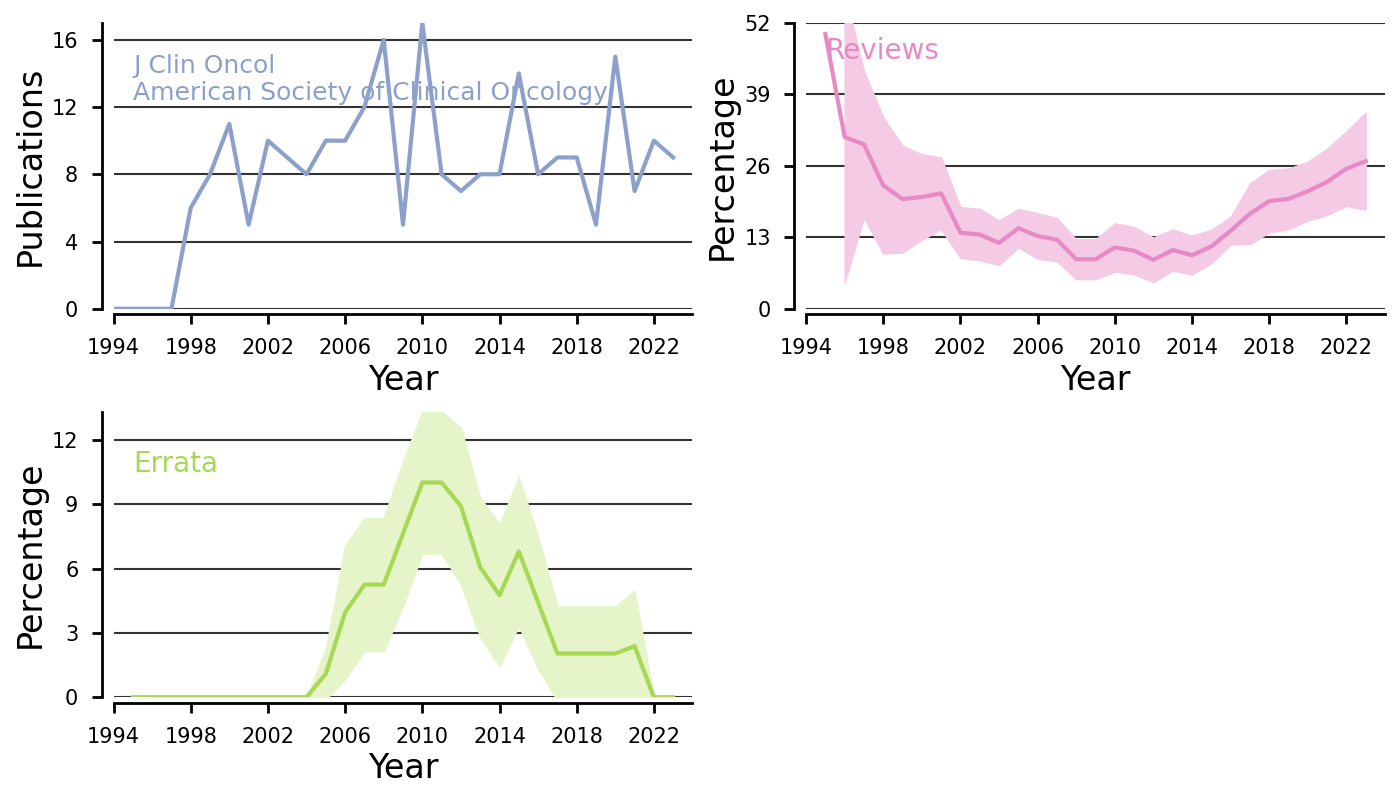 Publications
16
12
8
4
0
J Clin Oncol
American Society of Clinical Oncology
1994 1998 2002 2006 2010 2014 2018 2022
Year
Percentage
52
39
26
13
0
Reviews
1994 1998 2002 2006 2010 2014 2018 2022
Year
Percentage
12
9
6
3
0
Errata
1994 1998 2002 2006 2010 2014 2018 2022
Year